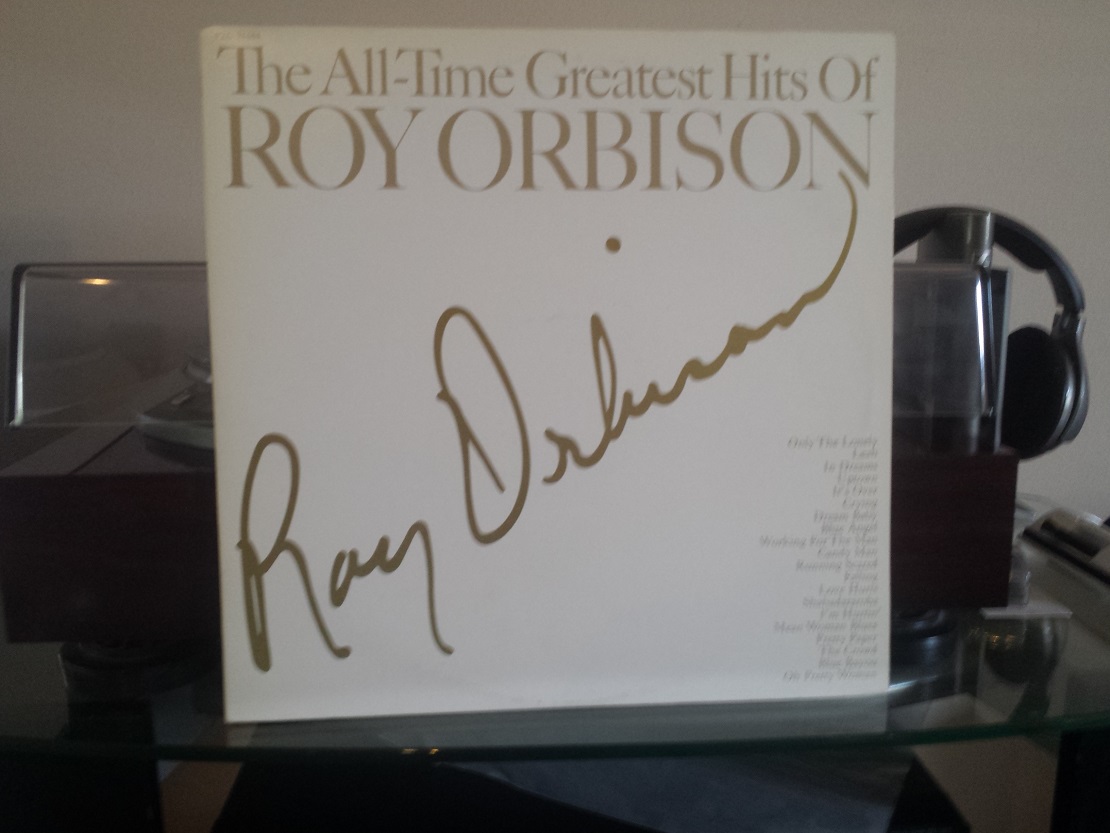 The All-Time Greatest Hits Of
ROY ORBISON
Roy Orbison
Only The Lonely
Leah
In Dreams
Uptown
It's Over
Crying
Dream Baby
Blue Angel
Working For The Man
Candy Man
Running Scared
Falling
I'm Hurtin'
Mean Woman Blues
Pretty Paper
The Crowd
Blue Bayou
Oh Pretty Woman